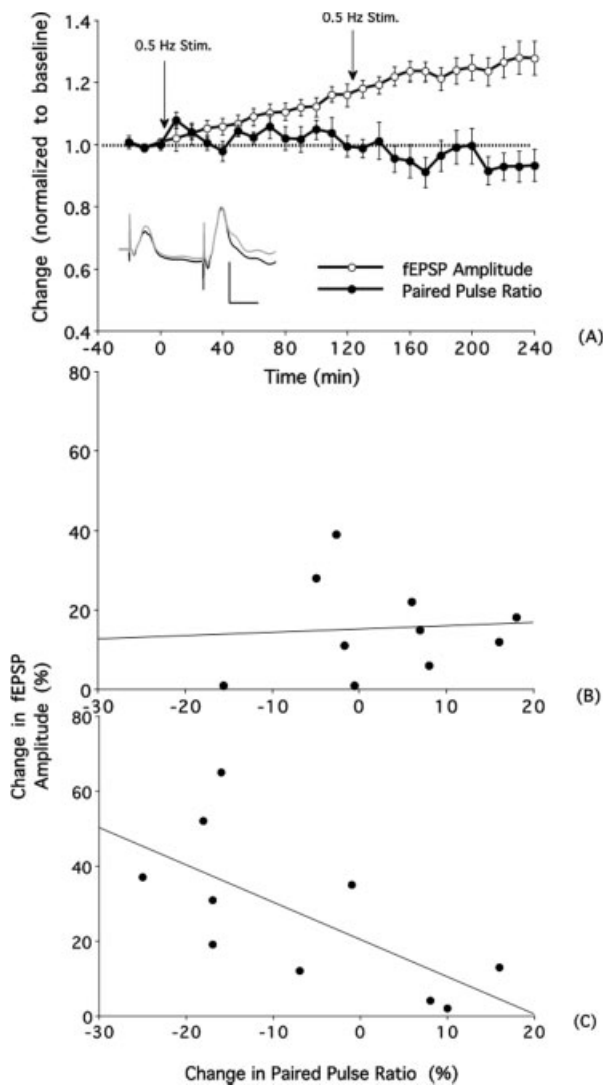 1.4
0.5 Hz Stim.
0.5 Hz Stim.
1.2
1.0
0.8
0.6
0.4
Change (normalized to baseline)
fEPSP Amplitude
Paired Pulse Ratio
-40 0 40 80 120 160 200 240
Time (min)
(A)
80
60
40
20
0
-30 -20 -10 0 10 20
(B)
Change in fEPSP
Amplitude (%)
80
60
40
20
0
-30 -20 -10 0 10 20
(C)
Change in Paired Pulse Ratio (%)